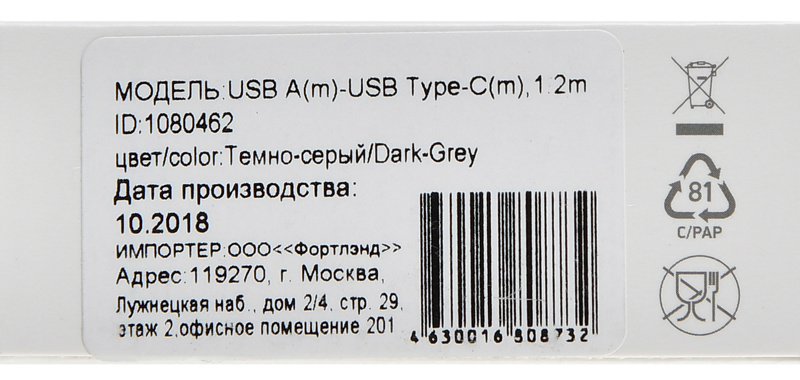 МОДЕЛЬ:USB A(m)-USB Type-C(m),1.2m
ID:1080462
цвет/color:Темно-серый/Dark-Grey
Дата производства:
10.2018
ИМПОРТЕР:ООО<<Фортлэнд>>
Адрес:119270, г. Москва,
Лужнецкая наб., дом 2/4, стр. 29,
этаж 2,офисное помещение 201
4 630016 808732
81
C/PAP